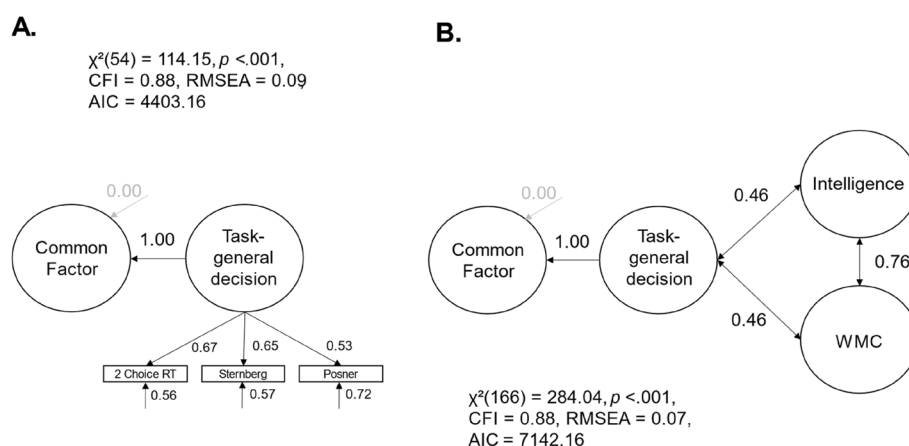 A.
χ²(54) = 114.15, p <.001,
CFI = 0.88, RMSEA = 0.09,
AIC = 4403.16
0.00
Common
Factor
1.00
Task-
general
decision
0.67
0.65
0.53
2 Choice RT
Sternberg
Posner
0.56
0.57
0.72
B.
0.00
Common
Factor
1.00
Task-
general
decision
0.46
0.46
Intelligence
0.76
WMC
χ²(166) = 284.04, p <.001,
CFI = 0.88, RMSEA = 0.07,
AIC = 7142.16